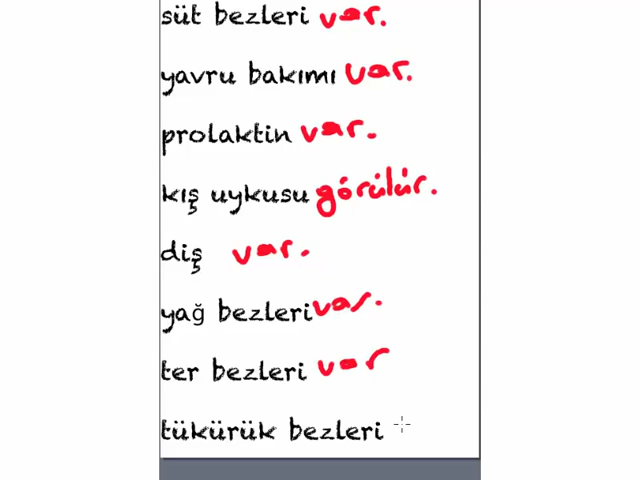 süt bezleri var.
yavru bakımı var.
prolaktin var.
kış uykusu görülür.
diş var.
yağ bezleri var.
ter bezleri var
tükürük bezleri